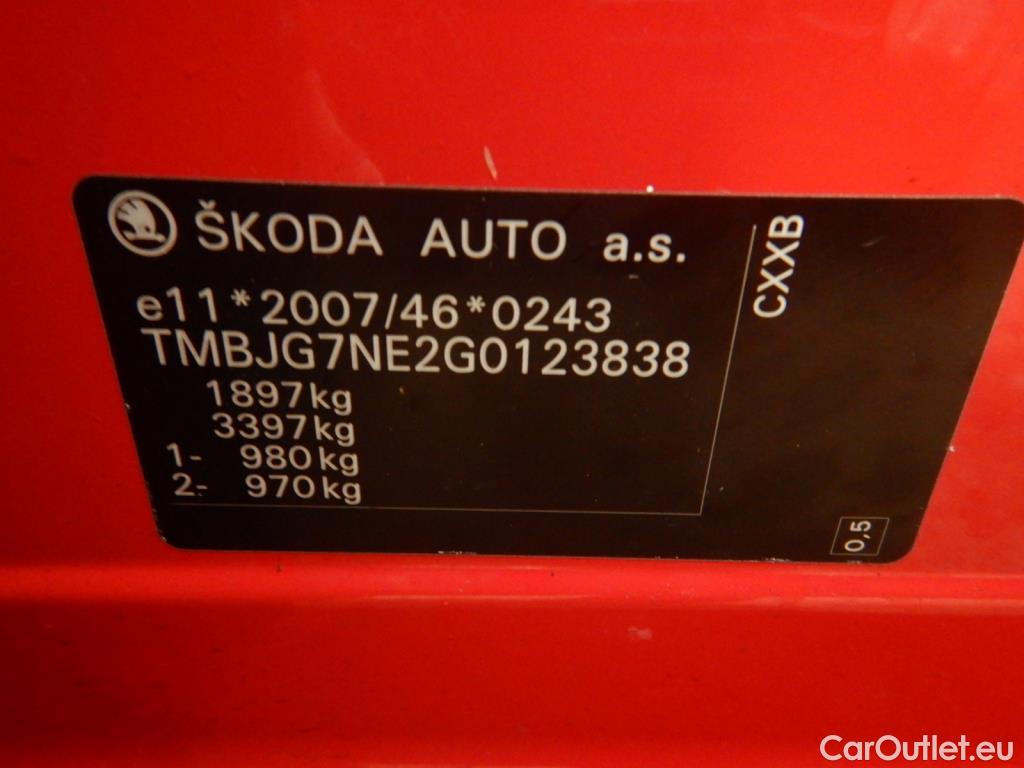 ŠKODA AUTO a.s.
e11*2007/46*0243
TMBJG7NE2G0123838
1897kg
3397kg
1- 980kg
2- 970kg
CXXB
0,5
CarOutlet.eu